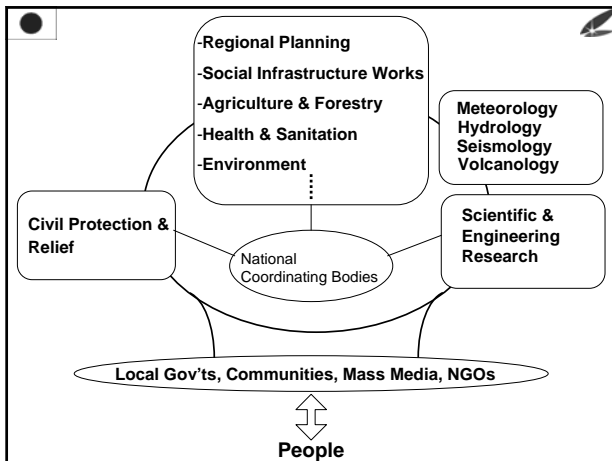 -Regional Planning
-Social Infrastructure Works
-Agriculture & Forestry
-Health & Sanitation
-Environment
Meteorology
Hydrology
Seismology
Volcanology
Civil Protection &
Relief
National
Coordinating Bodies
Scientific &
Engineering
Research
Local Gov'ts, Communities, Mass Media, NGOs
People